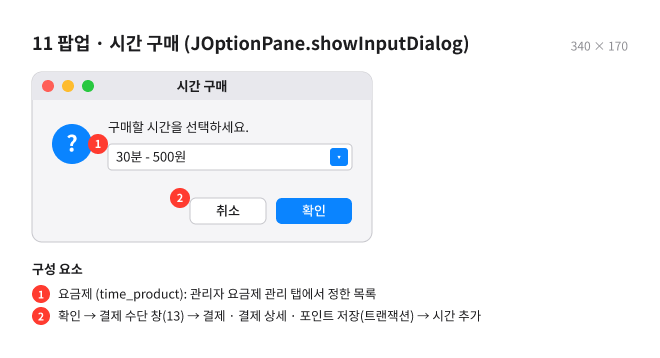 11 팝업 · 시간 구매 (JOptionPane.showInputDialog)
340 × 170
시간 구매
?
구매할 시간을 선택하세요.
1
30분 - 500원
2
취소
확인
구성 요소
1 요금제 (time_product): 관리자 요금제 관리 탭에서 정한 목록
2 확인 → 결제 수단 창(13) → 결제 · 결제 상세 · 포인트 저장(트랜잭션) → 시간 추가